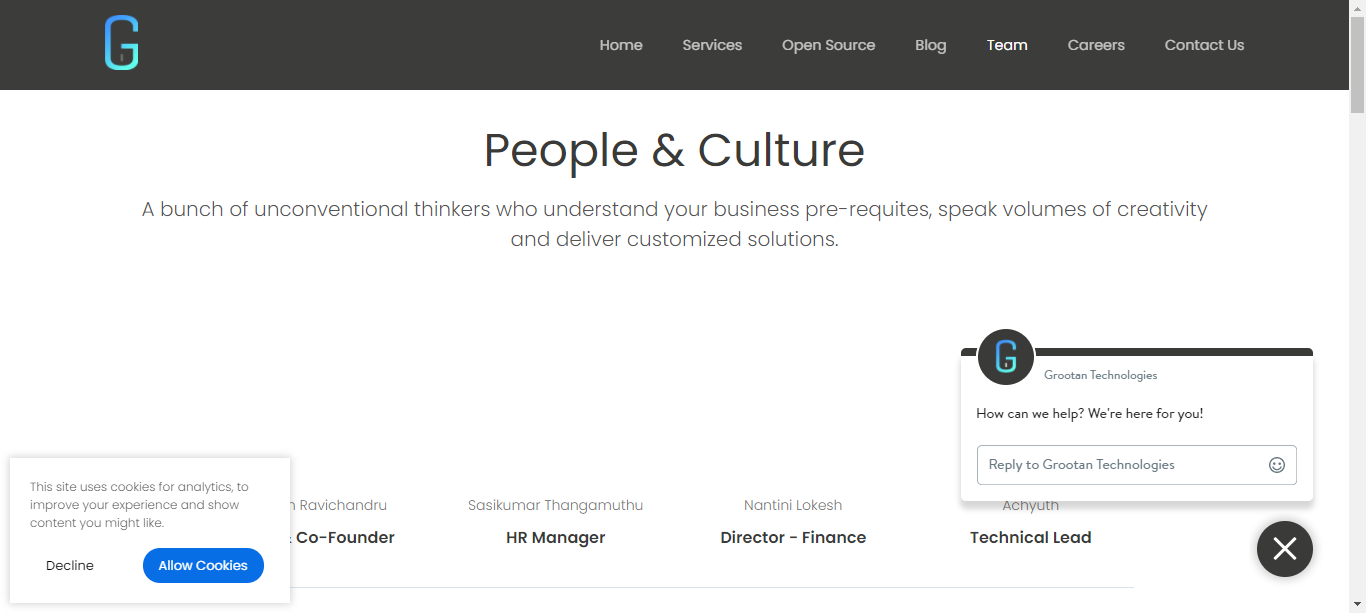 G
Home Services Open Source Blog Team Careers Contact Us
People & Culture
A bunch of unconventional thinkers who understand your business pre-requites, speak volumes of creativity
and deliver customized solutions.
Grootan Technologies
How can we help? We're here for you!
Reply to Grootan Technologies
This site uses cookies for analytics, to
improve your experience and show
content you might like.
Decline Allow Cookies
Ravichandru Sasikumar Thangamuthu Nantini Lokesh Achyuth
& Co-Founder HR Manager Director - Finance Technical Lead